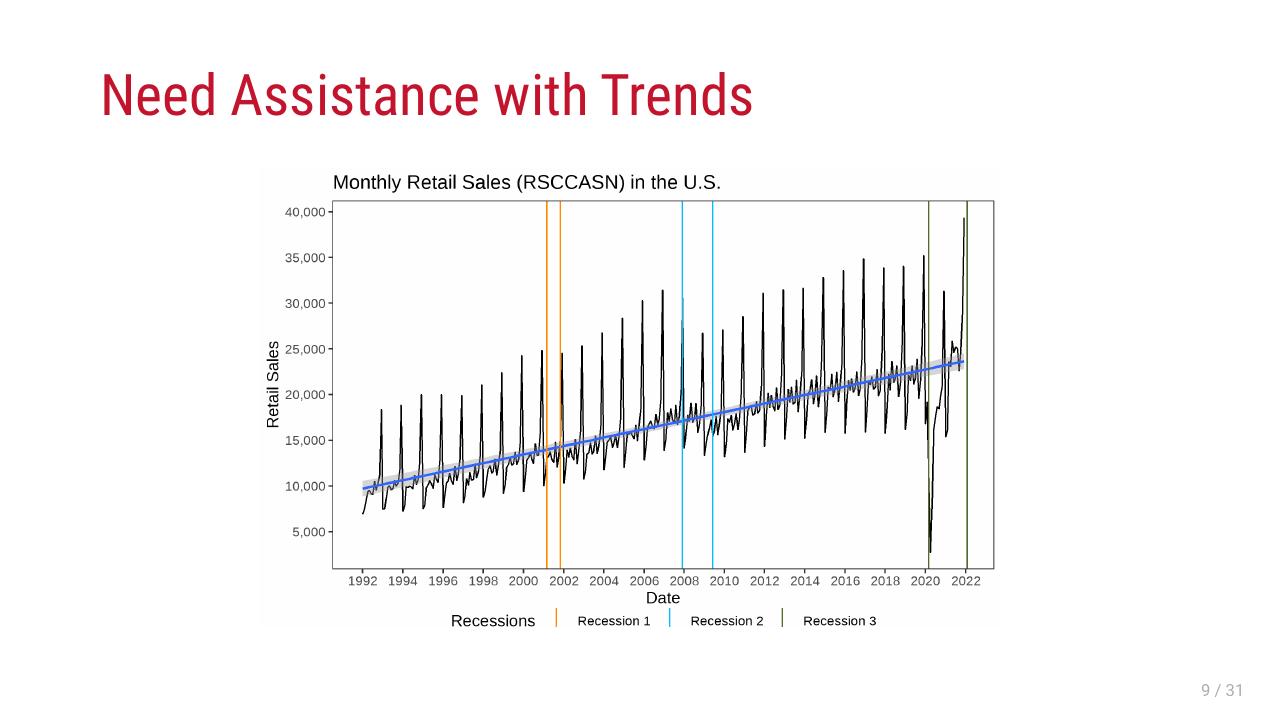 Need Assistance with Trends
Monthly Retail Sales (RSCCASN) in the U.S.
40,000
35,000
30,000
25,000
20,000
15,000
10,000
5,000
Retail Sales
1992 1994 1996 1998 2000 2002 2004 2006 2008 2010 2012 2014 2016 2018 2020 2022
Date
Recessions Recession 1 Recession 2 Recession 3
9 / 31